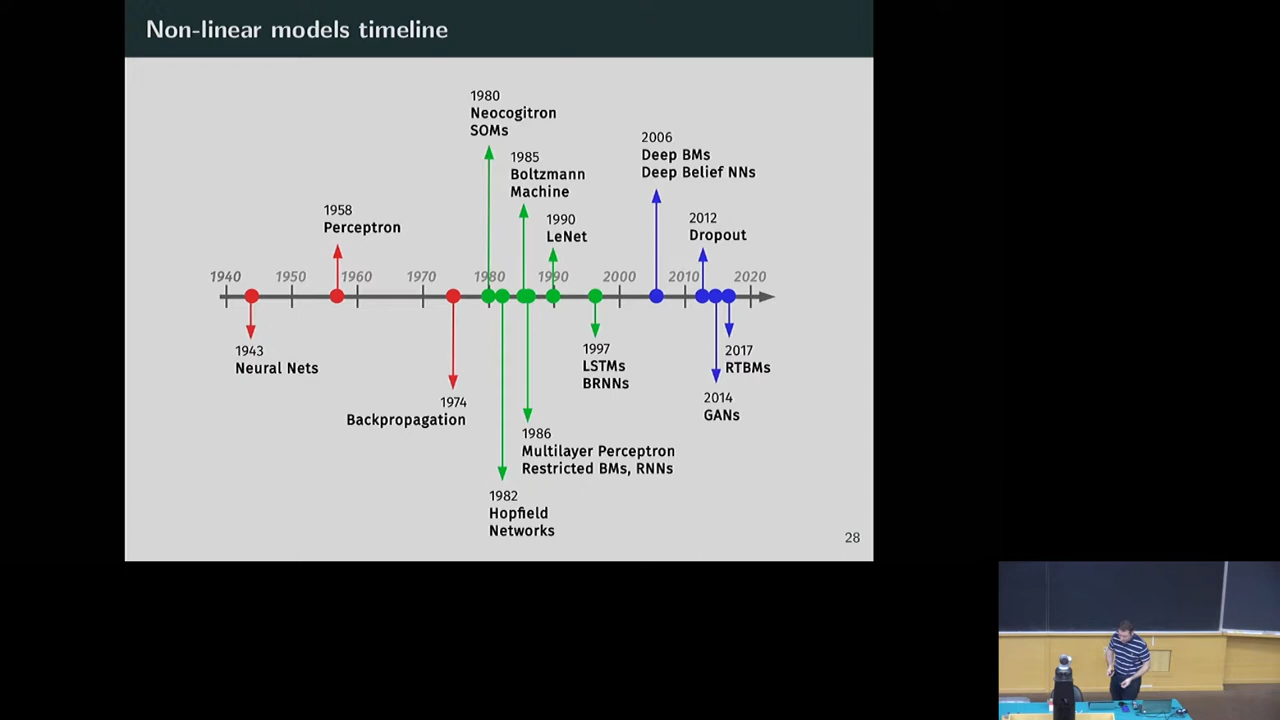 Non-linear models timeline
1980
Neocogitron
SOMs
1985
Boltzmann
Machine
1990
LeNet
2006
Deep BMs
Deep Belief NNs
2012
Dropout
1958
Perceptron
1940 1950 1960 1970 1980 1990 2000 2010 2020
1943
Neural Nets
1974
Backpropagation
1982
Hopfield
Networks
1986
Multilayer Perceptron
Restricted BMs, RNNs
1997
LSTMs
BRNNs
2014
GANs
2017
RTBMs
28